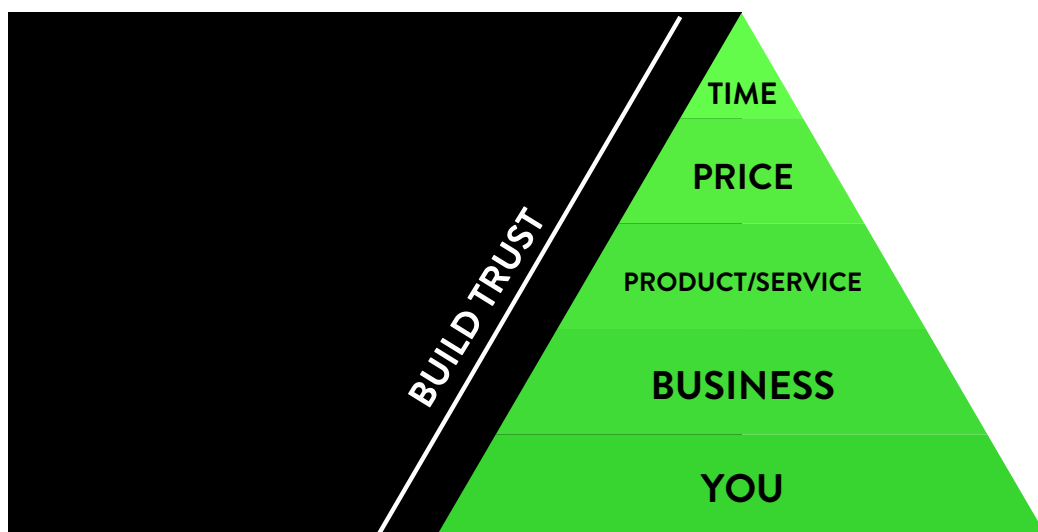 TIME
PRICE
PRODUCT/SERVICE
BUSINESS
YOU
BUILD TRUST